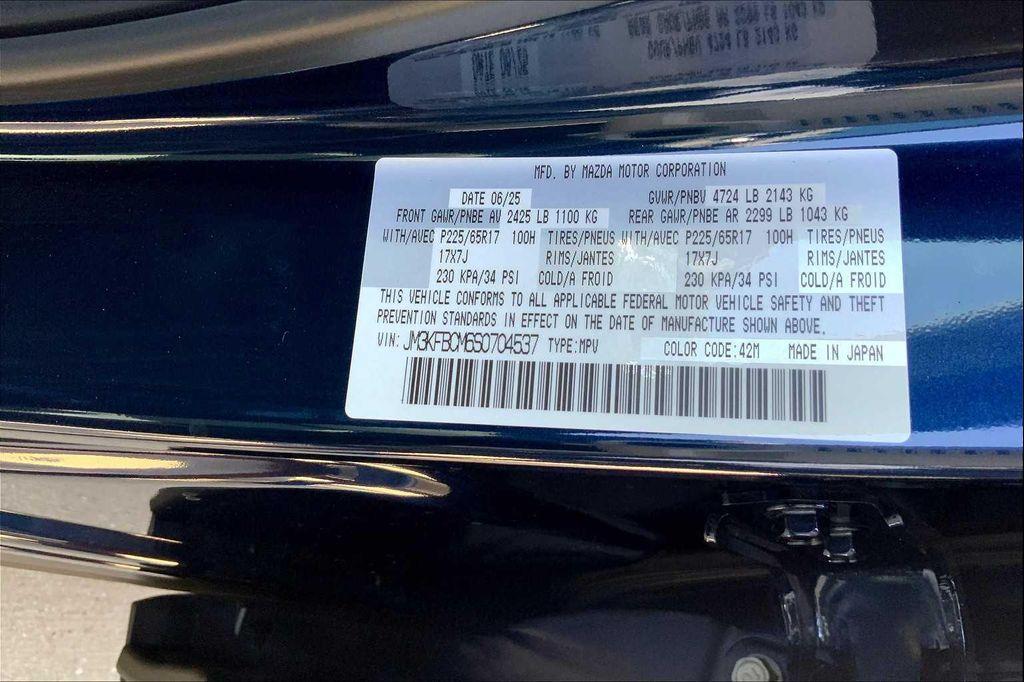 MFD. BY MAZDA MOTOR CORPORATION
DATE 06/25 GVWR/PNBV 4724 LB 2143 KG
FRONT GAWR/PNBE AV 2425 LB 1100 KG REAR GAWR/PNBE AR 2299 LB 1043 KG
WITH/AVEC P225/65R17 100H TIRES/PNEUS WITH/AVEC P225/65R17 100H TIRES/PNEUS
17X7J RIMS/JANTES 17X7J RIMS/JANTES
230 KPA/34 PSI COLD/A FROID 230 KPA/34 PSI COLD/A FROID
THIS VEHICLE CONFORMS TO ALL APPLICABLE FEDERAL MOTOR VEHICLE SAFETY AND THEFT
PREVENTION STANDARDS IN EFFECT ON THE DATE OF MANUFACTURE SHOWN ABOVE.
VIN: JM3KFBCM6S0704537 TYPE:MPV COLOR CODE:42M MADE IN JAPAN